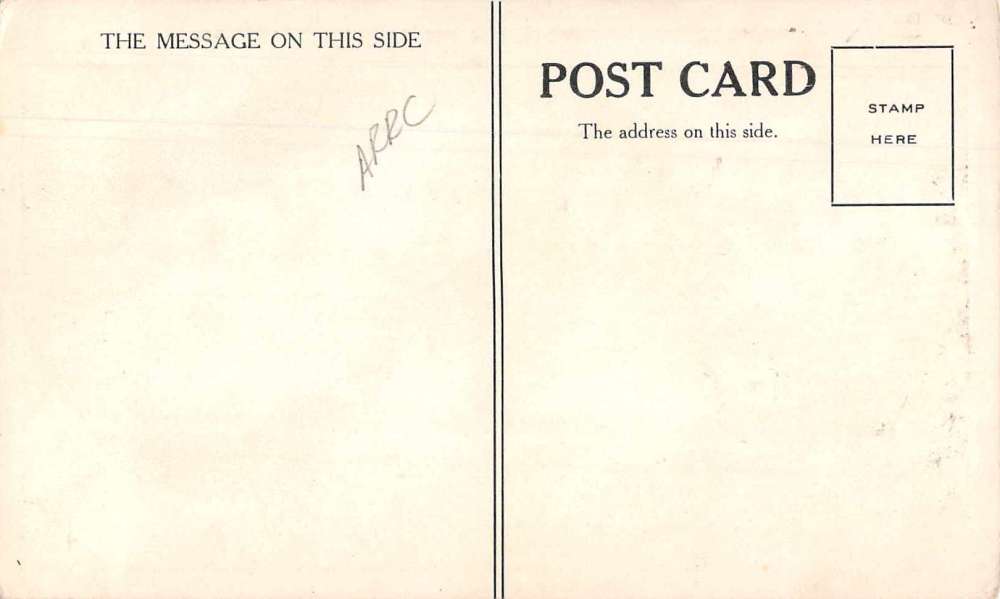 THE MESSAGE ON THIS SIDE
ARRC
POST CARD
The address on this side.
STAMP
HERE